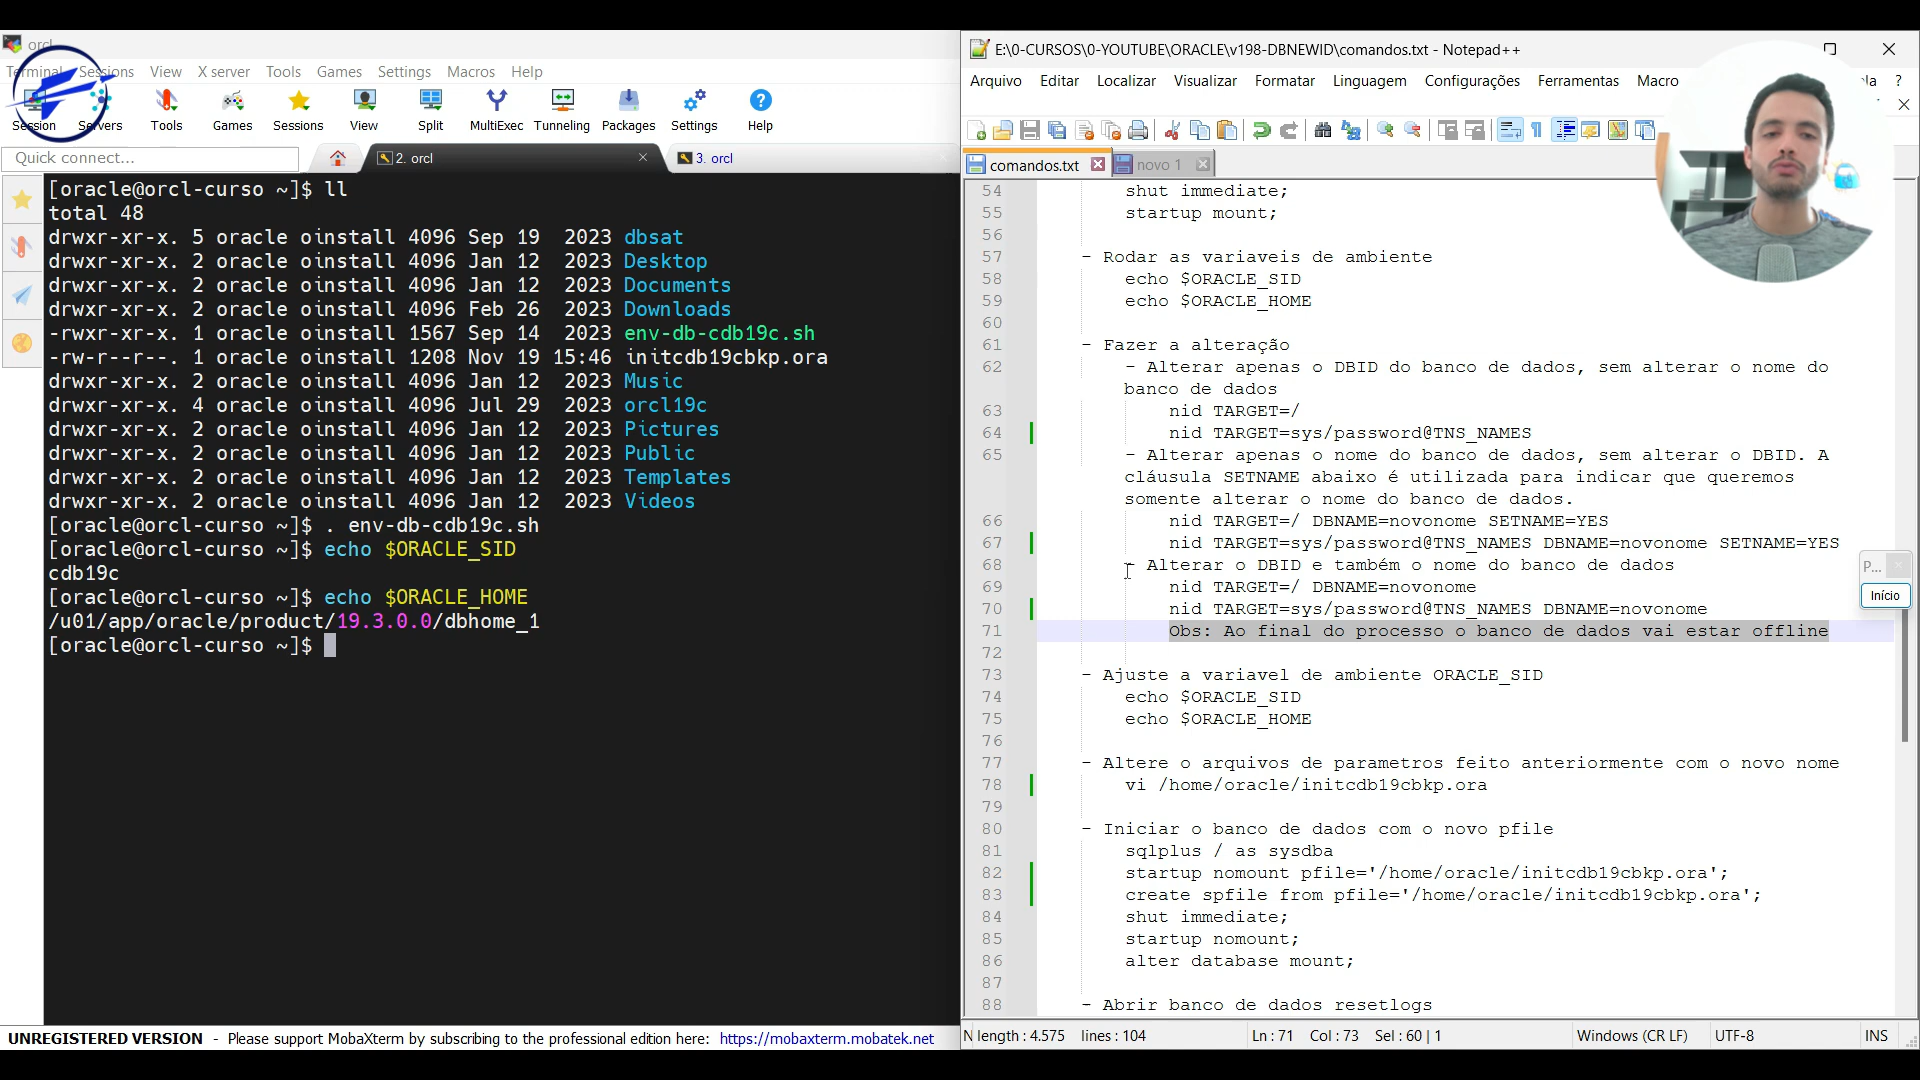 orcl
Terminal Sessions View X server Tools Games Settings Macros Help
Session Servers Tools Games Sessions View Split MultiExec Tunneling Packages Settings Help
Quick connect...
2. orcl
3. orcl
[oracle@orcl-curso ~]$ ll
total 48
drwxr-xr-x. 5 oracle oinstall 4096 Sep 19  2023 dbsat
drwxr-xr-x. 2 oracle oinstall 4096 Jan 12  2023 Desktop
drwxr-xr-x. 2 oracle oinstall 4096 Jan 12  2023 Documents
drwxr-xr-x. 2 oracle oinstall 4096 Feb 26  2023 Downloads
-rwxr-xr-x. 1 oracle oinstall 1567 Sep 14  2023 env-db-cdb19c.sh
-rw-r--r--. 1 oracle oinstall 1208 Nov 19 15:46 initcdb19cbkp.ora
drwxr-xr-x. 2 oracle oinstall 4096 Jan 12  2023 Music
drwxr-xr-x. 4 oracle oinstall 4096 Jul 29  2023 orcl19c
drwxr-xr-x. 2 oracle oinstall 4096 Jan 12  2023 Pictures
drwxr-xr-x. 2 oracle oinstall 4096 Jan 12  2023 Public
drwxr-xr-x. 2 oracle oinstall 4096 Jan 12  2023 Templates
drwxr-xr-x. 2 oracle oinstall 4096 Jan 12  2023 Videos
[oracle@orcl-curso ~]$ . env-db-cdb19c.sh
[oracle@orcl-curso ~]$ echo $ORACLE_SID
cdb19c
[oracle@orcl-curso ~]$ echo $ORACLE_HOME
/u01/app/oracle/product/19.3.0.0/dbhome_1
[oracle@orcl-curso ~]$
UNREGISTERED VERSION - Please support MobaXterm by subscribing to the professional edition here: https://mobaxterm.mobatek.net
E:\0-CURSOS\0-YOUTUBE\ORACLE\v198-DBNEWID\comandos.txt - Notepad++
Arquivo Editar Localizar Visualizar Formatar Linguagem Configurações Ferramentas Macro ?
comandos.txt
novo 1
54 shut immediate;
55 startup mount;
56
57 - Rodar as variaveis de ambiente
58 echo $ORACLE_SID
59 echo $ORACLE_HOME
60
61 - Fazer a alteração
62 - Alterar apenas o DBID do banco de dados, sem alterar o nome do
banco de dados
63 nid TARGET=/
64 nid TARGET=sys/password@TNS_NAMES
65 - Alterar apenas o nome do banco de dados, sem alterar o DBID. A
cláusula SETNAME abaixo é utilizada para indicar que queremos
somente alterar o nome do banco de dados.
66 nid TARGET=/ DBNAME=novonome SETNAME=YES
67 nid TARGET=sys/password@TNS_NAMES DBNAME=novonome SETNAME=YES
68 - Alterar o DBID e também o nome do banco de dados
69 nid TARGET=/ DBNAME=novonome
70 nid TARGET=sys/password@TNS_NAMES DBNAME=novonome
71 Obs: Ao final do processo o banco de dados vai estar offline
72
73 - Ajuste a variavel de ambiente ORACLE_SID
74 echo $ORACLE_SID
75 echo $ORACLE_HOME
76
77 - Altere o arquivos de parametros feito anteriormente com o novo nome
78 vi /home/oracle/initcdb19cbkp.ora
79
80 - Iniciar o banco de dados com o novo pfile
81 sqlplus / as sysdba
82 startup nomount pfile='/home/oracle/initcdb19cbkp.ora';
83 create spfile from pfile='/home/oracle/initcdb19cbkp.ora';
84 shut immediate;
85 startup nomount;
86 alter database mount;
87
88 - Abrir banco de dados resetlogs
P...
Início
N length : 4.575 lines : 104 Ln : 71 Col : 73 Sel : 60 | 1 Windows (CR LF) UTF-8 INS